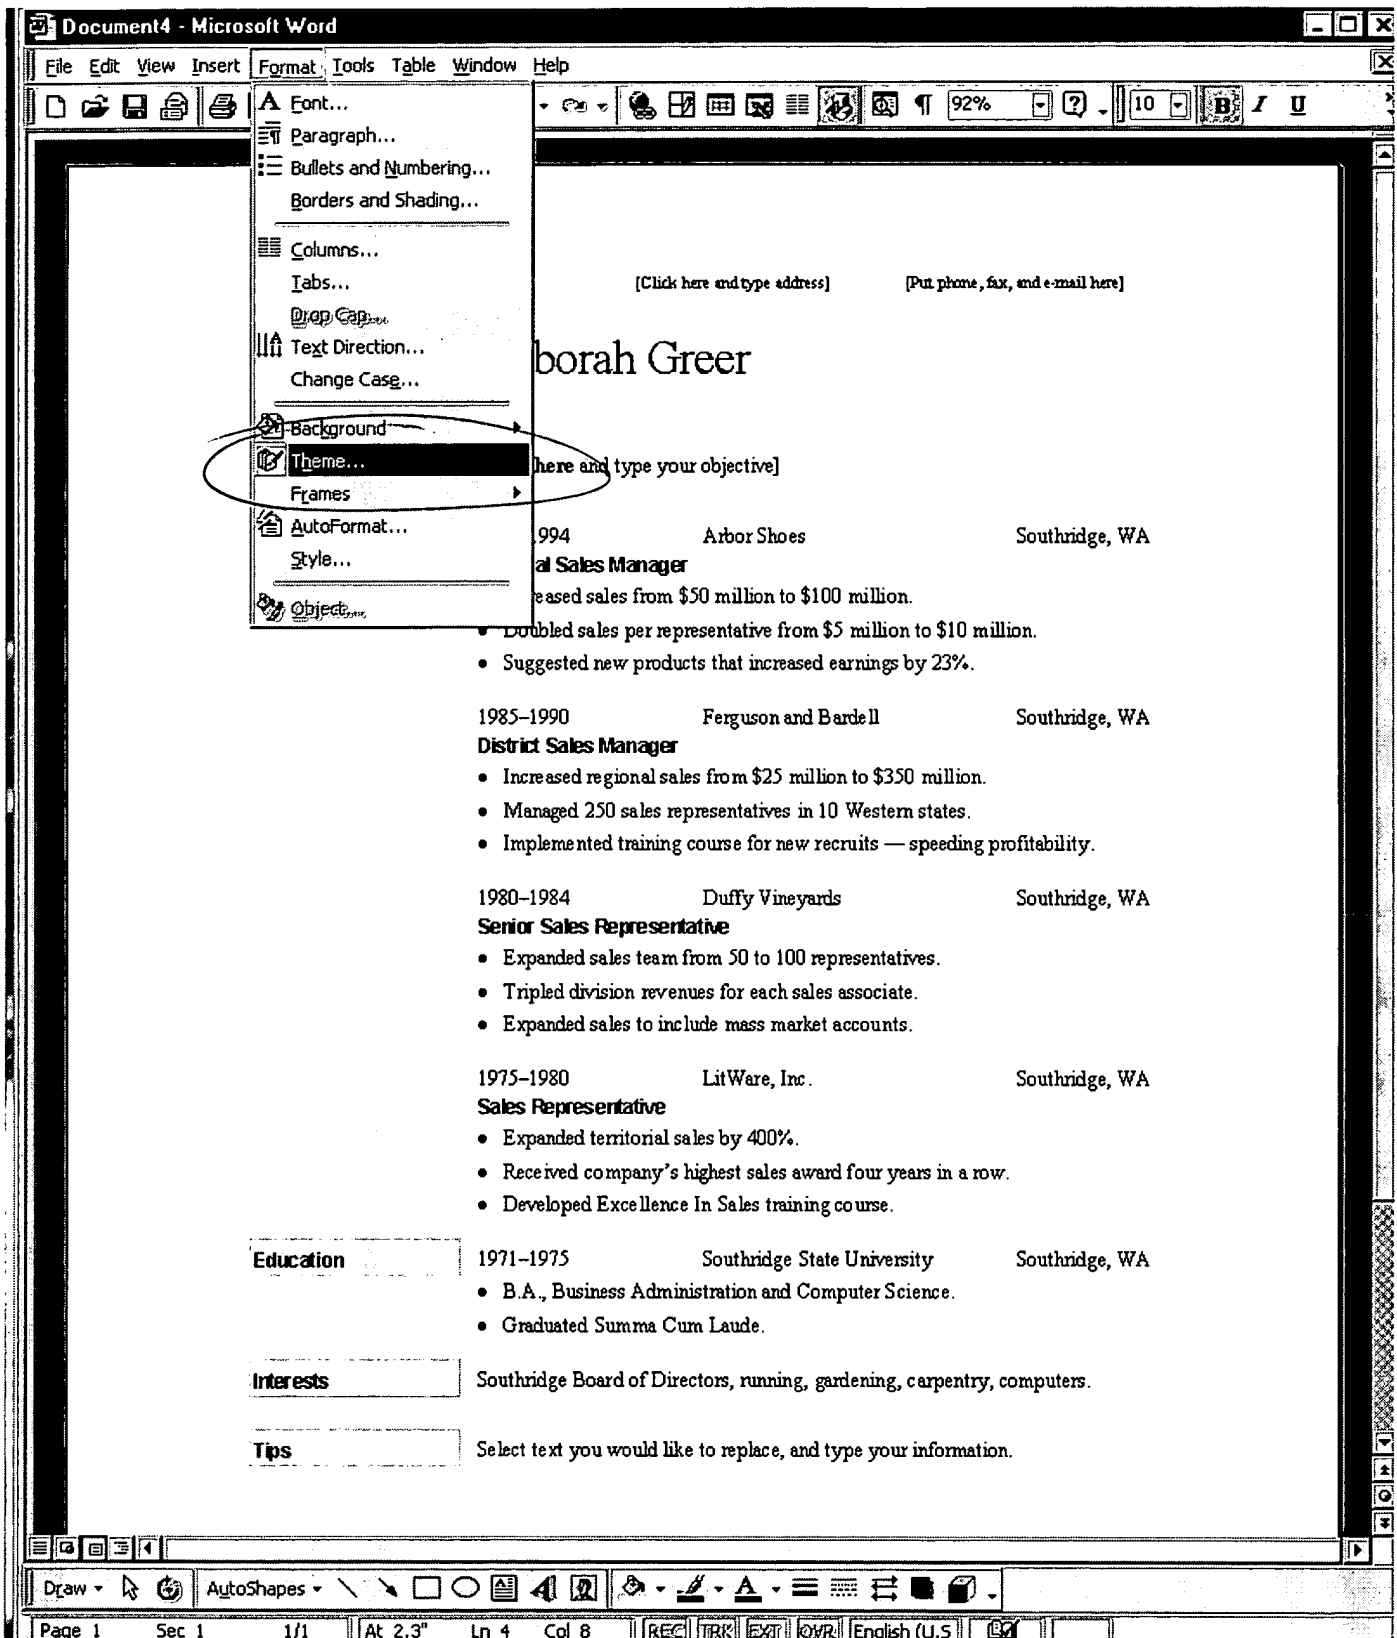 Document4 - Microsoft Word
File Edit View Insert Format Tools Table Window Help
92% 10 B I U
Font...
Paragraph...
Bullets and Numbering...
Borders and Shading...
Columns...
Tabs...
Drop Cap...
Text Direction...
Change Case...
Background
Theme...
Frames
AutoFormat...
Style...
Object...
[Click here and type address] [Put phone, fax, and e-mail here]
borah Greer
here and type your objective]
994 Arbor Shoes Southridge, WA
al Sales Manager
eased sales from $50 million to $100 million.
• Doubled sales per representative from $5 million to $10 million.
• Suggested new products that increased earnings by 23%.
1985–1990 Ferguson and Bardell Southridge, WA
District Sales Manager
• Increased regional sales from $25 million to $350 million.
• Managed 250 sales representatives in 10 Western states.
• Implemented training course for new recruits — speeding profitability.
1980–1984 Duffy Vineyards Southridge, WA
Senior Sales Representative
• Expanded sales team from 50 to 100 representatives.
• Tripled division revenues for each sales associate.
• Expanded sales to include mass market accounts.
1975–1980 LitWare, Inc. Southridge, WA
Sales Representative
• Expanded territorial sales by 400%.
• Received company's highest sales award four years in a row.
• Developed Excellence In Sales training course.
Education 1971–1975 Southridge State University Southridge, WA
• B.A., Business Administration and Computer Science.
• Graduated Summa Cum Laude.
Interests Southridge Board of Directors, running, gardening, carpentry, computers.
Tips Select text you would like to replace, and type your information.
Draw AutoShapes
Page 1 Sec 1 1/1 At 2.3" Ln 4 Col 8 REC TRK EXT OVR English (U.S